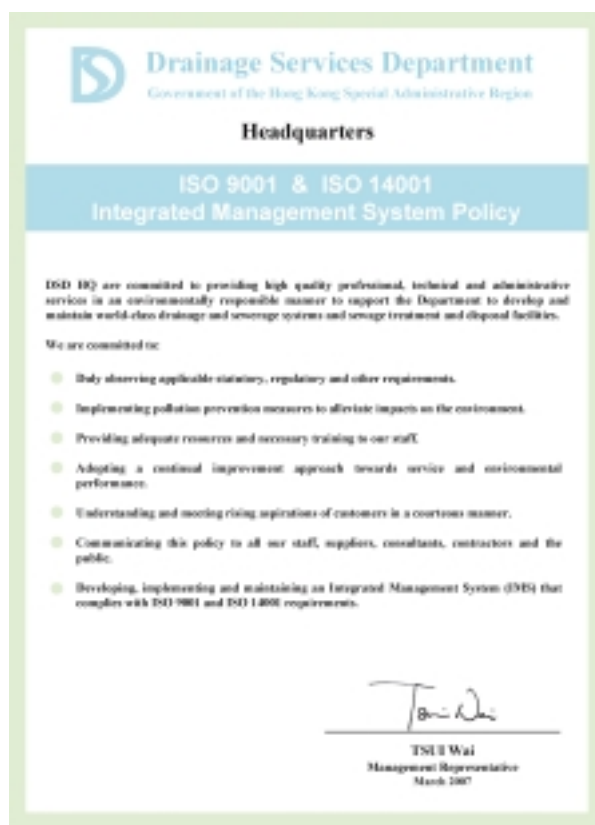 Drainage Services Department
Government of the Hong Kong Special Administrative Region
Headquarters
ISO 9001 & ISO 14001
Integrated Management System Policy
DSD HQ are committed to providing high quality professional, technical and administrative
services in an environmentally responsible manner to support the Department to develop and
maintain world-class drainage and sewerage systems and sewage treatment and disposal facilities.
We are committed to:
Duly observing applicable statutory, regulatory and other requirements.
Implementing pollution prevention measures to alleviate impacts on the environment.
Providing adequate resources and necessary training to our staff.
Adopting a continual improvement approach towards service and environmental
performance.
Understanding and meeting rising aspirations of customers in a courteous manner.
Communicating this policy to all our staff, suppliers, consultants, contractors and the
public.
Developing, implementing and maintaining an Integrated Management System (IMS) that
complies with ISO 9001 and ISO 14001 requirements.
TSUI Wai
Management Representative
March 2007